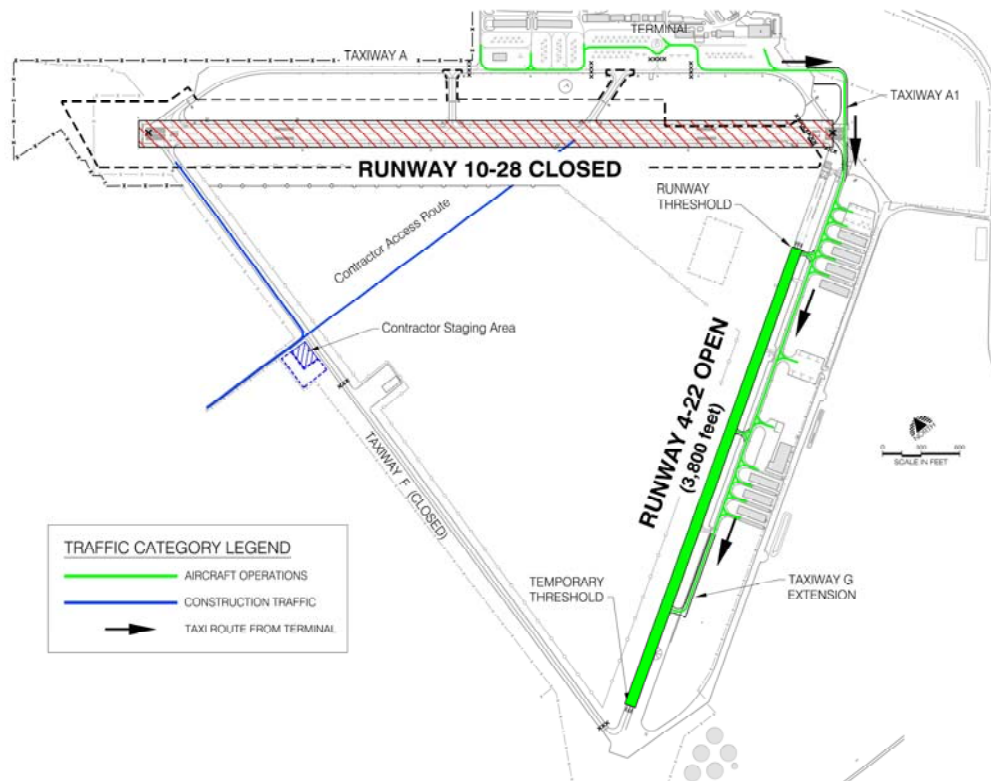 TERMINAL
TAXIWAY A
TAXIWAY A1
RUNWAY 10-28 CLOSED
RUNWAY
THRESHOLD
Contractor Access Route
Contractor Staging Area
RUNWAY 4-22 OPEN
(3,800 feet)
NORTH
SCALE IN FEET
TAXIWAY F (CLOSED)
TRAFFIC CATEGORY LEGEND
AIRCRAFT OPERATIONS
CONSTRUCTION TRAFFIC
TAXI ROUTE FROM TERMINAL
TEMPORARY
THRESHOLD
TAXIWAY G
EXTENSION